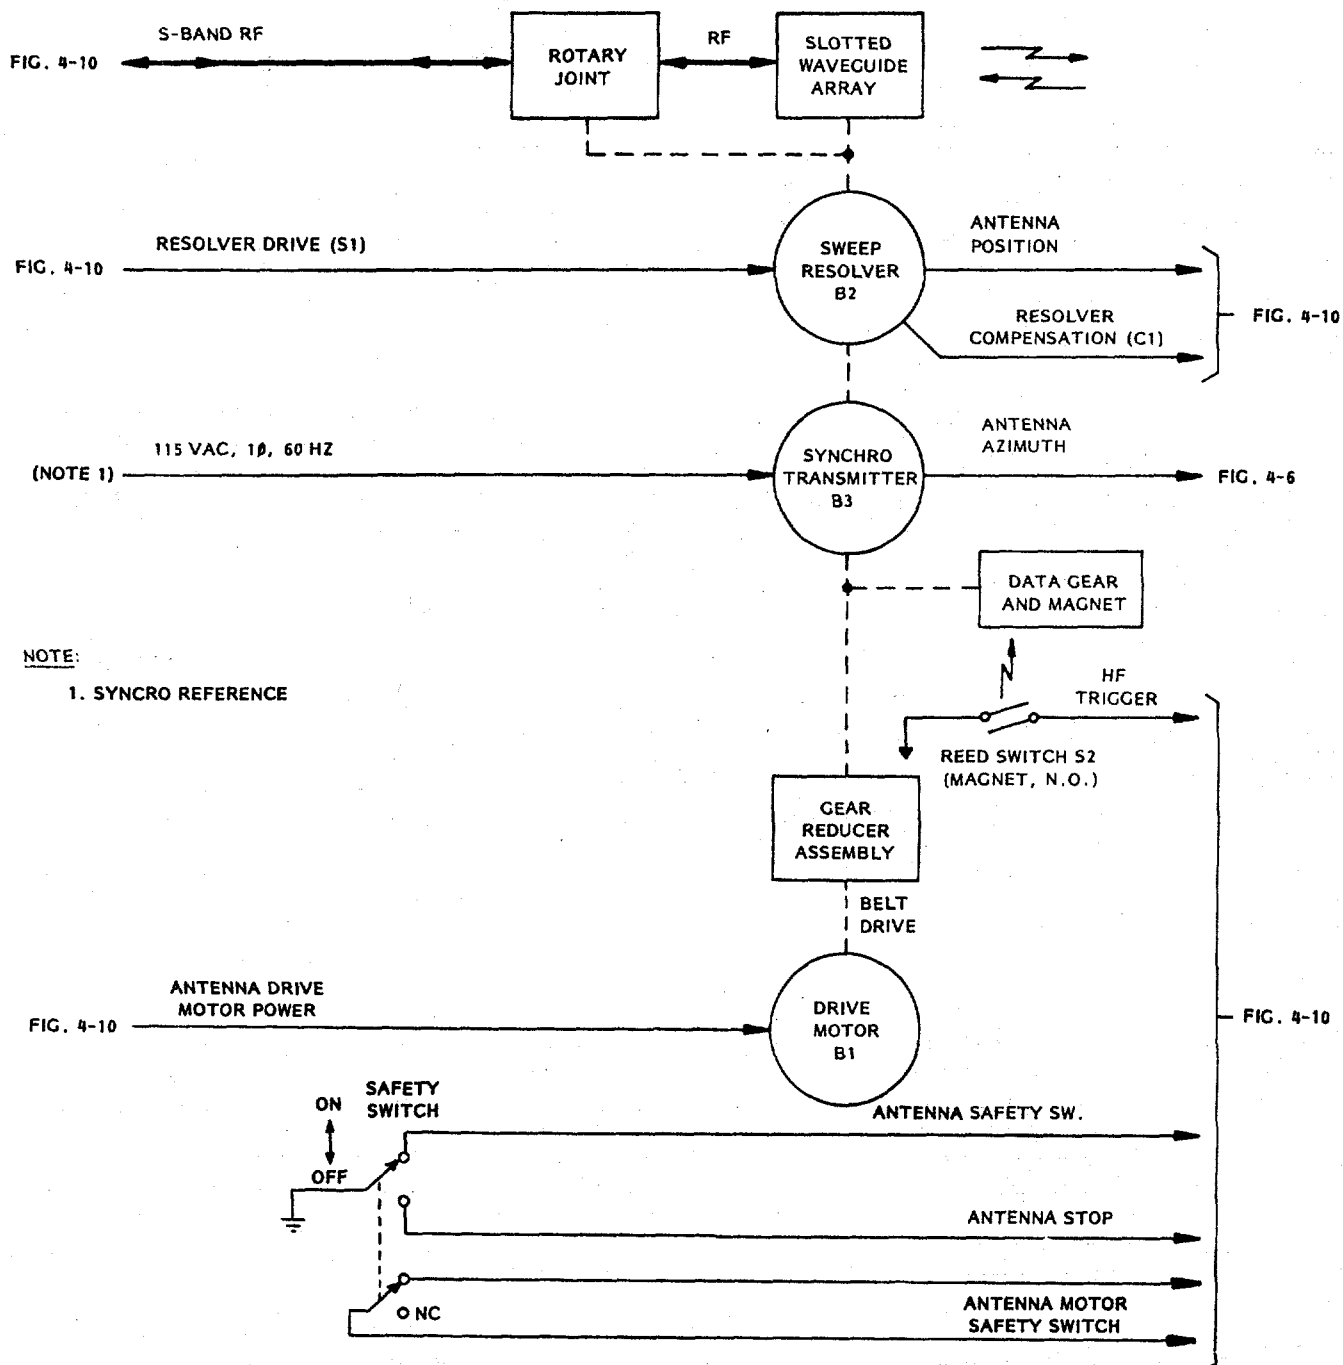 S-BAND RF
FIG. 4-10
ROTARY
JOINT
RF
SLOTTED
WAVEGUIDE
ARRAY
RESOLVER DRIVE (S1)
FIG. 4-10
SWEEP
RESOLVER
B2
ANTENNA
POSITION
RESOLVER
COMPENSATION (C1)
FIG. 4-10
115 VAC, 1Ø, 60 HZ
(NOTE 1)
SYNCHRO
TRANSMITTER
B3
ANTENNA
AZIMUTH
FIG. 4-6
DATA GEAR
AND MAGNET
NOTE:
1. SYNCRO REFERENCE
HF
TRIGGER
REED SWITCH S2
(MAGNET, N.O.)
GEAR
REDUCER
ASSEMBLY
BELT
DRIVE
ANTENNA DRIVE
MOTOR POWER
FIG. 4-10
DRIVE
MOTOR
B1
FIG. 4-10
SAFETY
SWITCH
ON
OFF
ANTENNA SAFETY SW.
ANTENNA STOP
NC
ANTENNA MOTOR
SAFETY SWITCH